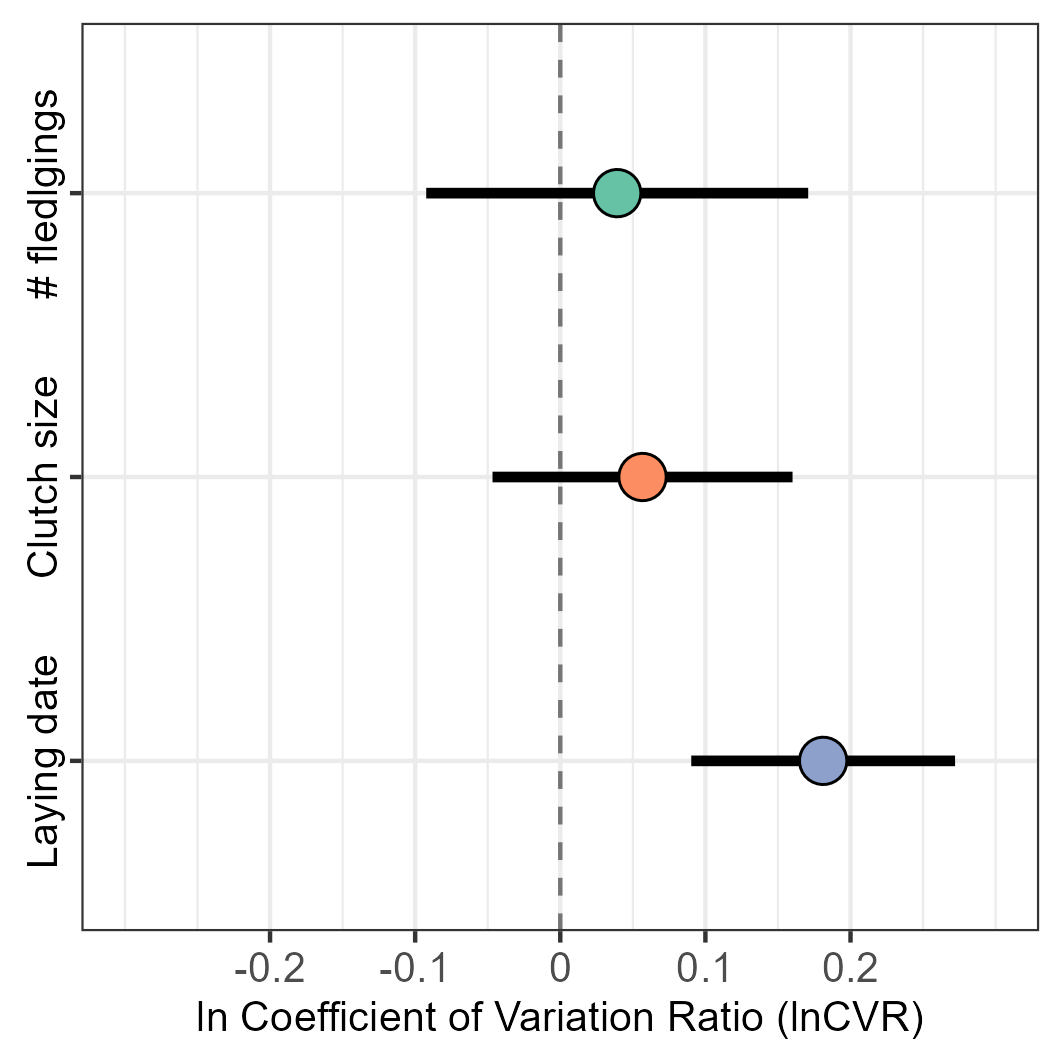 # fledlgings
Clutch size
Laying date
-0.2
-0.1
0
0.1
0.2
ln Coefficient of Variation Ratio (lnCVR)